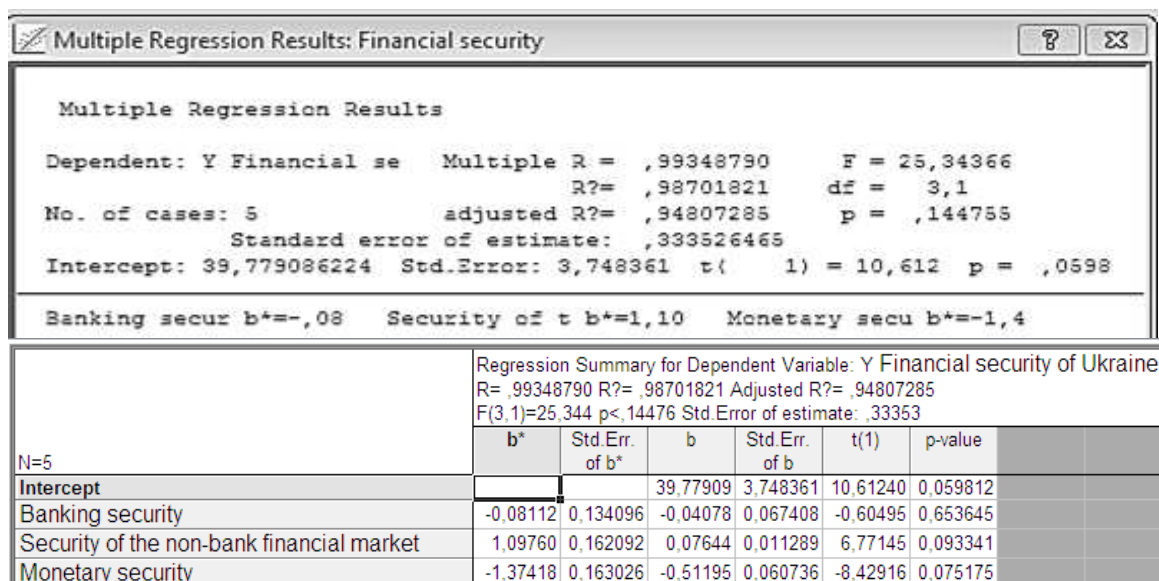 Multiple Regression Results: Financial security
Multiple Regression Results
Dependent: Y Financial se Multiple R = ,99348790 F = 25,34366
R?= ,98701821 df = 3,1
No. of cases: 5 adjusted R?= ,94807285 p = ,144755
Standard error of estimate: ,333526465
Intercept: 39,779086224 Std.Error: 3,748361 t( 1) = 10,612 p = ,0598
Banking secur b*=-,08 Security of t b*=1,10 Monetary secu b*=-1,4
Regression Summary for Dependent Variable: Y Financial security of Ukraine
R= ,99348790 R?= ,98701821 Adjusted R?= ,94807285
F(3,1)=25,344 p<,14476 Std.Error of estimate: ,33353
N=5 b* Std.Err. of b* b Std.Err. of b t(1) p-value
Intercept 39,77909 3,748361 10,61240 0,059812
Banking security -0,08112 0,134096 -0,04078 0,067408 -0,60495 0,653645
Security of the non-bank financial market 1,09760 0,162092 0,07644 0,011289 6,77145 0,093341
Monetary security -1,37418 0,163026 -0,51195 0,060736 -8,42916 0,075175